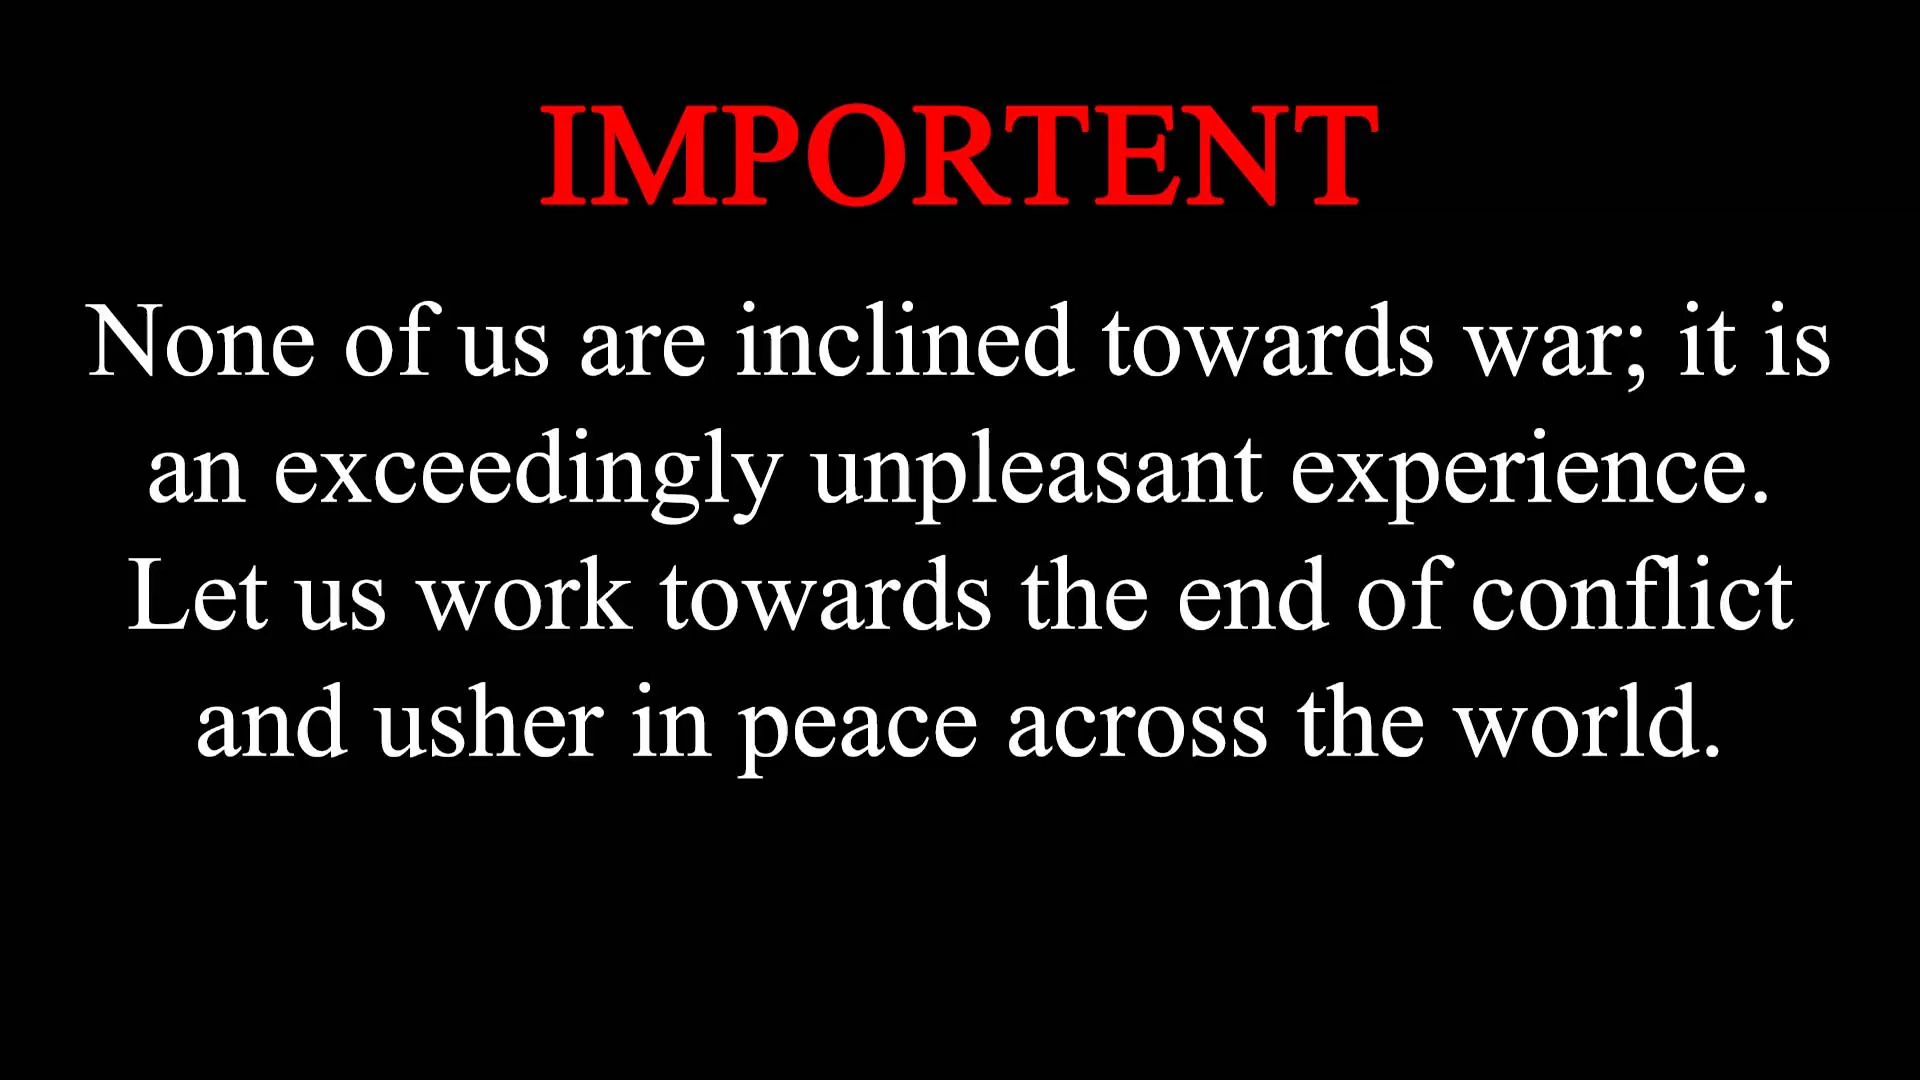 IMPORTENT
None of us are inclined towards war; it is
an exceedingly unpleasant experience.
Let us work towards the end of conflict
and usher in peace across the world.